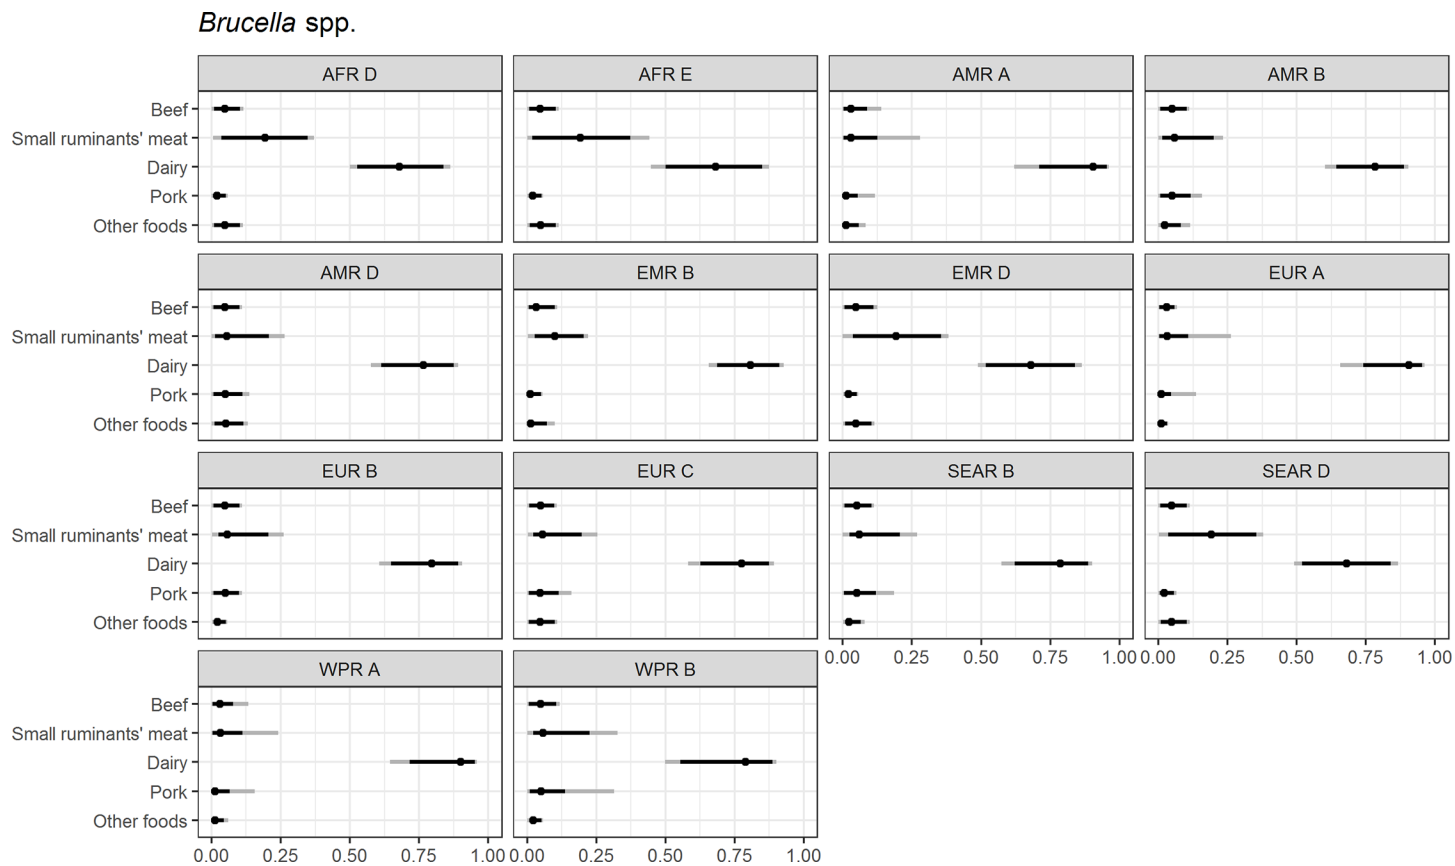 Brucella spp.
AFR D AFR E AMR A AMR B
Beef
Small ruminants' meat
Dairy
Pork
Other foods
AMR D EMR B EMR D EUR A
Beef
Small ruminants' meat
Dairy
Pork
Other foods
EUR B EUR C SEAR B SEAR D
Beef
Small ruminants' meat
Dairy
Pork
Other foods
0.00 0.25 0.50 0.75 1.00 0.00 0.25 0.50 0.75 1.00
WPR A WPR B
Beef
Small ruminants' meat
Dairy
Pork
Other foods
0.00 0.25 0.50 0.75 1.00 0.00 0.25 0.50 0.75 1.00